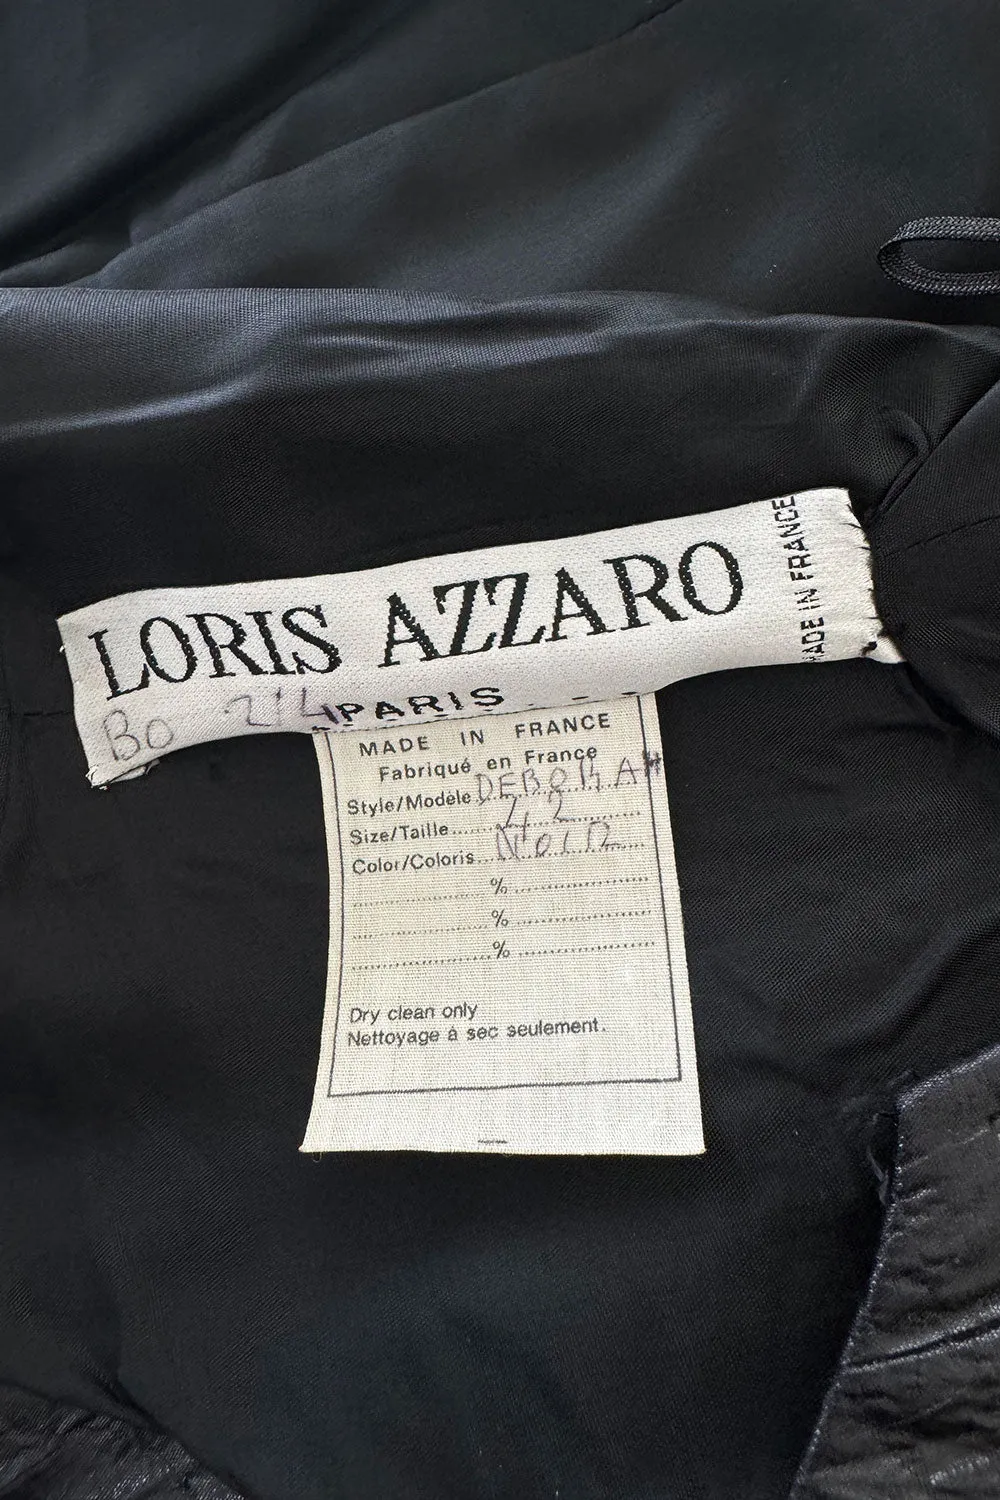 LORIS AZZARO
PARIS
MADE IN FRANCE
Bo 214
MADE IN FRANCE
Fabriqué en France
Style/Modèle DEBORAH
Size/Taille 42
Color/Coloris NOIR
%
%
%
Dry clean only
Nettoyage à sec seulement.